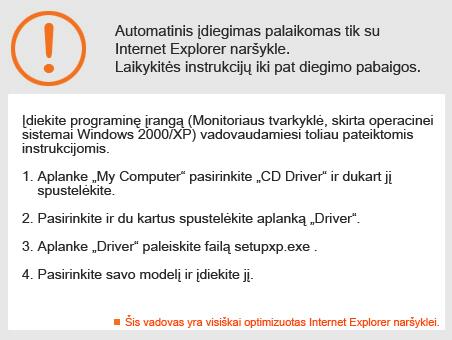 Automatinis įdiegimas palaikomas tik su
Internet Explorer naršykle.
Laikykitės instrukcijų iki pat diegimo pabaigos.
Įdiekite programinę įrangą (Monitoriaus tvarkyklė, skirta operacinei
sistemai Windows 2000/XP) vadovaudamiesi toliau pateiktomis
instrukcijomis.
1. Aplanke „My Computer“ pasirinkite „CD Driver“ ir dukart jį
spustelėkite.
2. Pasirinkite ir du kartus spustelėkite aplanką „Driver“.
3. Aplanke „Driver“ paleiskite failą setupxp.exe .
4. Pasirinkite savo modelį ir įdiekite jį.
Šis vadovas yra visiškai optimizuotas Internet Explorer naršyklei.